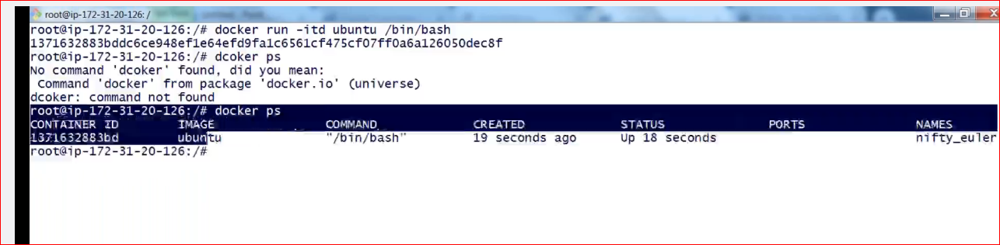 root@ip-172-31-20-126: /
root@ip-172-31-20-126:/# docker run -itd ubuntu /bin/bash
1371632883bddc6ce948ef1e64efd9fa1c6561cf475cf07ff0a6a126050dec8f
root@ip-172-31-20-126:/# dcoker ps
No command 'dcoker' found, did you mean:
 Command 'docker' from package 'docker.io' (universe)
dcoker: command not found
root@ip-172-31-20-126:/# docker ps
CONTAINER ID IMAGE COMMAND CREATED STATUS PORTS NAMES
1371632883bd ubuntu "/bin/bash" 19 seconds ago Up 18 seconds nifty_euler
root@ip-172-31-20-126:/#